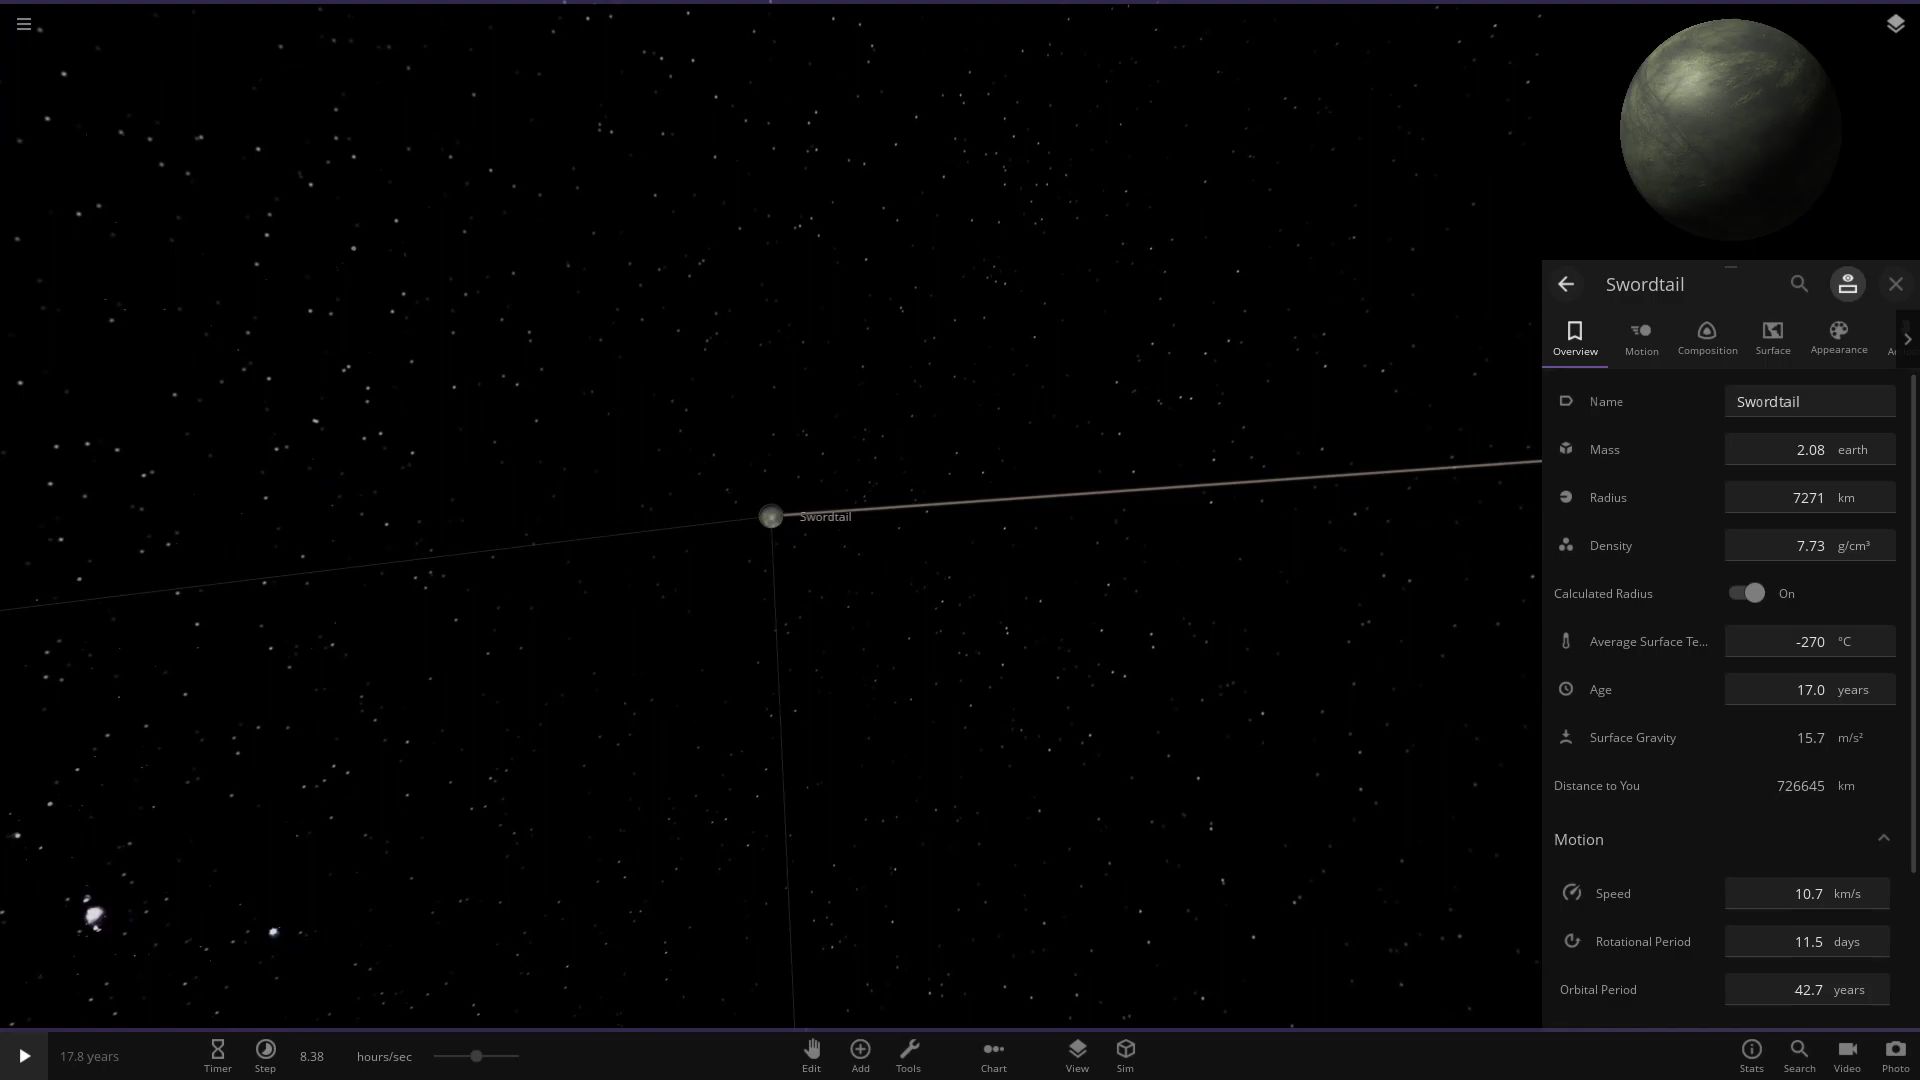 Swordtail
Overview
Motion
Composition
Surface
Appearance
Name
Swordtail
Mass
2.08 earth
Radius
7271 km
Swordtail
Density
7.73 g/cm³
Calculated Radius
On
Average Surface Te...
-270 °C
Age
17.0 years
Surface Gravity
15.7 m/s²
Distance to You
726645 km
Motion
Speed
10.7 km/s
Rotational Period
11.5 days
Orbital Period
42.7 years
17.8 years
Timer
Step
8.38 hours/sec
Edit
Add
Tools
Chart
View
Sim
Stats
Search
Video
Photo